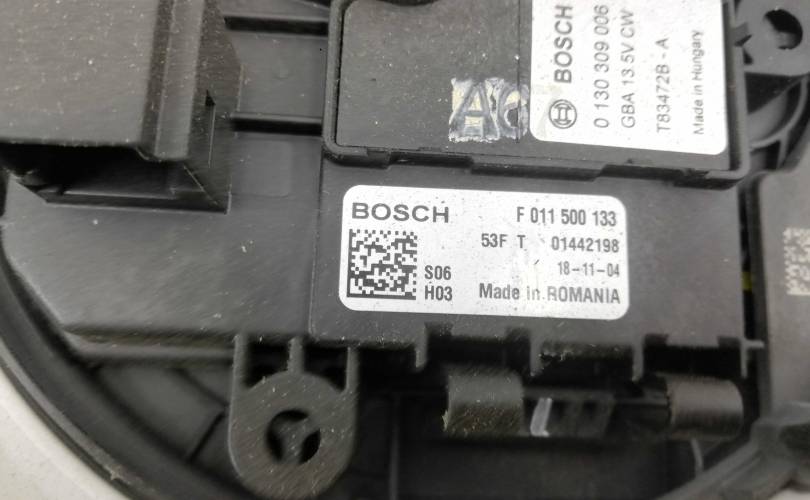 BOSCH
0 130 309 006
GBA 13.5V CW
T83472B - A
Made in Hungary
BOSCH F 011 500 133
53F T 01442198
S06 18-11-04
H03 Made in ROMANIA